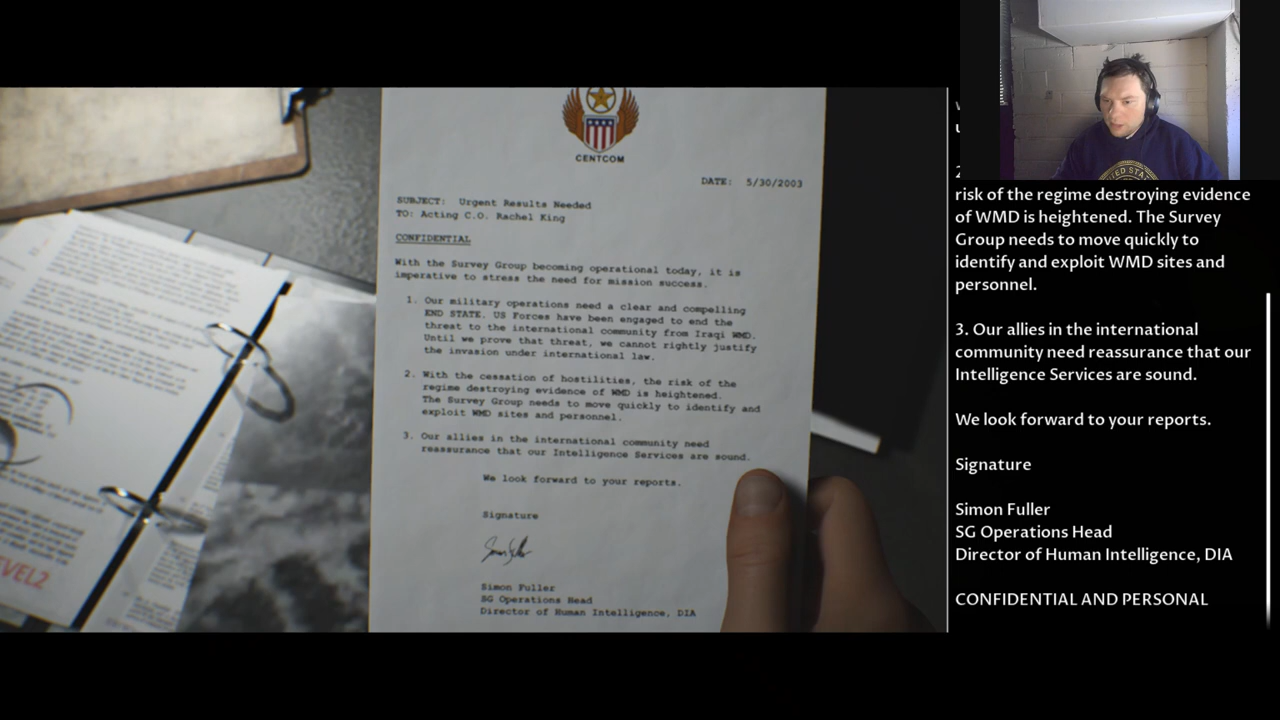 CENTCOM
DATE: 5/30/2003
SUBJECT: Urgent Results Needed
TO: Acting C.O. Rachel King
CONFIDENTIAL
With the Survey Group becoming operational today, it is
imperative to stress the need for mission success.
1. Our military operations need a clear and compelling
END STATE. US Forces have been engaged to end the
threat to the international community from Iraqi WMD.
Until we prove that threat, we cannot rightly justify
the invasion under international law.
2. With the cessation of hostilities, the risk of the
regime destroying evidence of WMD is heightened.
The Survey Group needs to move quickly to identify and
exploit WMD sites and personnel.
3. Our allies in the international community need
reassurance that our Intelligence Services are sound.
We look forward to your reports.
Signature
Simon Fuller
SG Operations Head
Director of Human Intelligence, DIA
risk of the regime destroying evidence
of WMD is heightened. The Survey
Group needs to move quickly to
identify and exploit WMD sites and
personnel.
3. Our allies in the international
community need reassurance that our
Intelligence Services are sound.
We look forward to your reports.
Signature
Simon Fuller
SG Operations Head
Director of Human Intelligence, DIA
CONFIDENTIAL AND PERSONAL